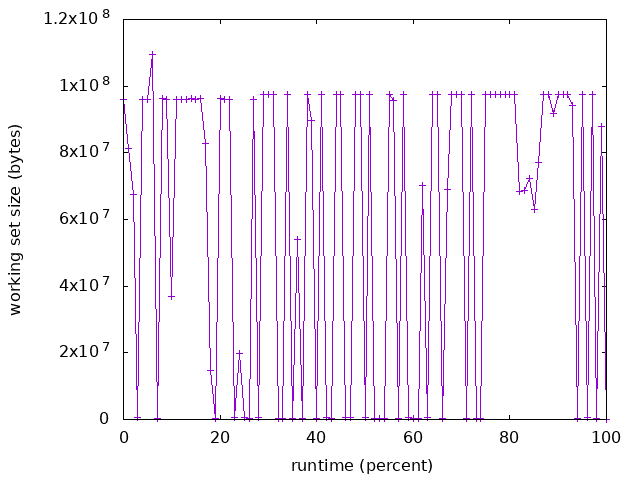 1.2x10^8
1x10^8
8x10^7
6x10^7
4x10^7
2x10^7
0
0 20 40 60 80 100
working set size (bytes)
runtime (percent)